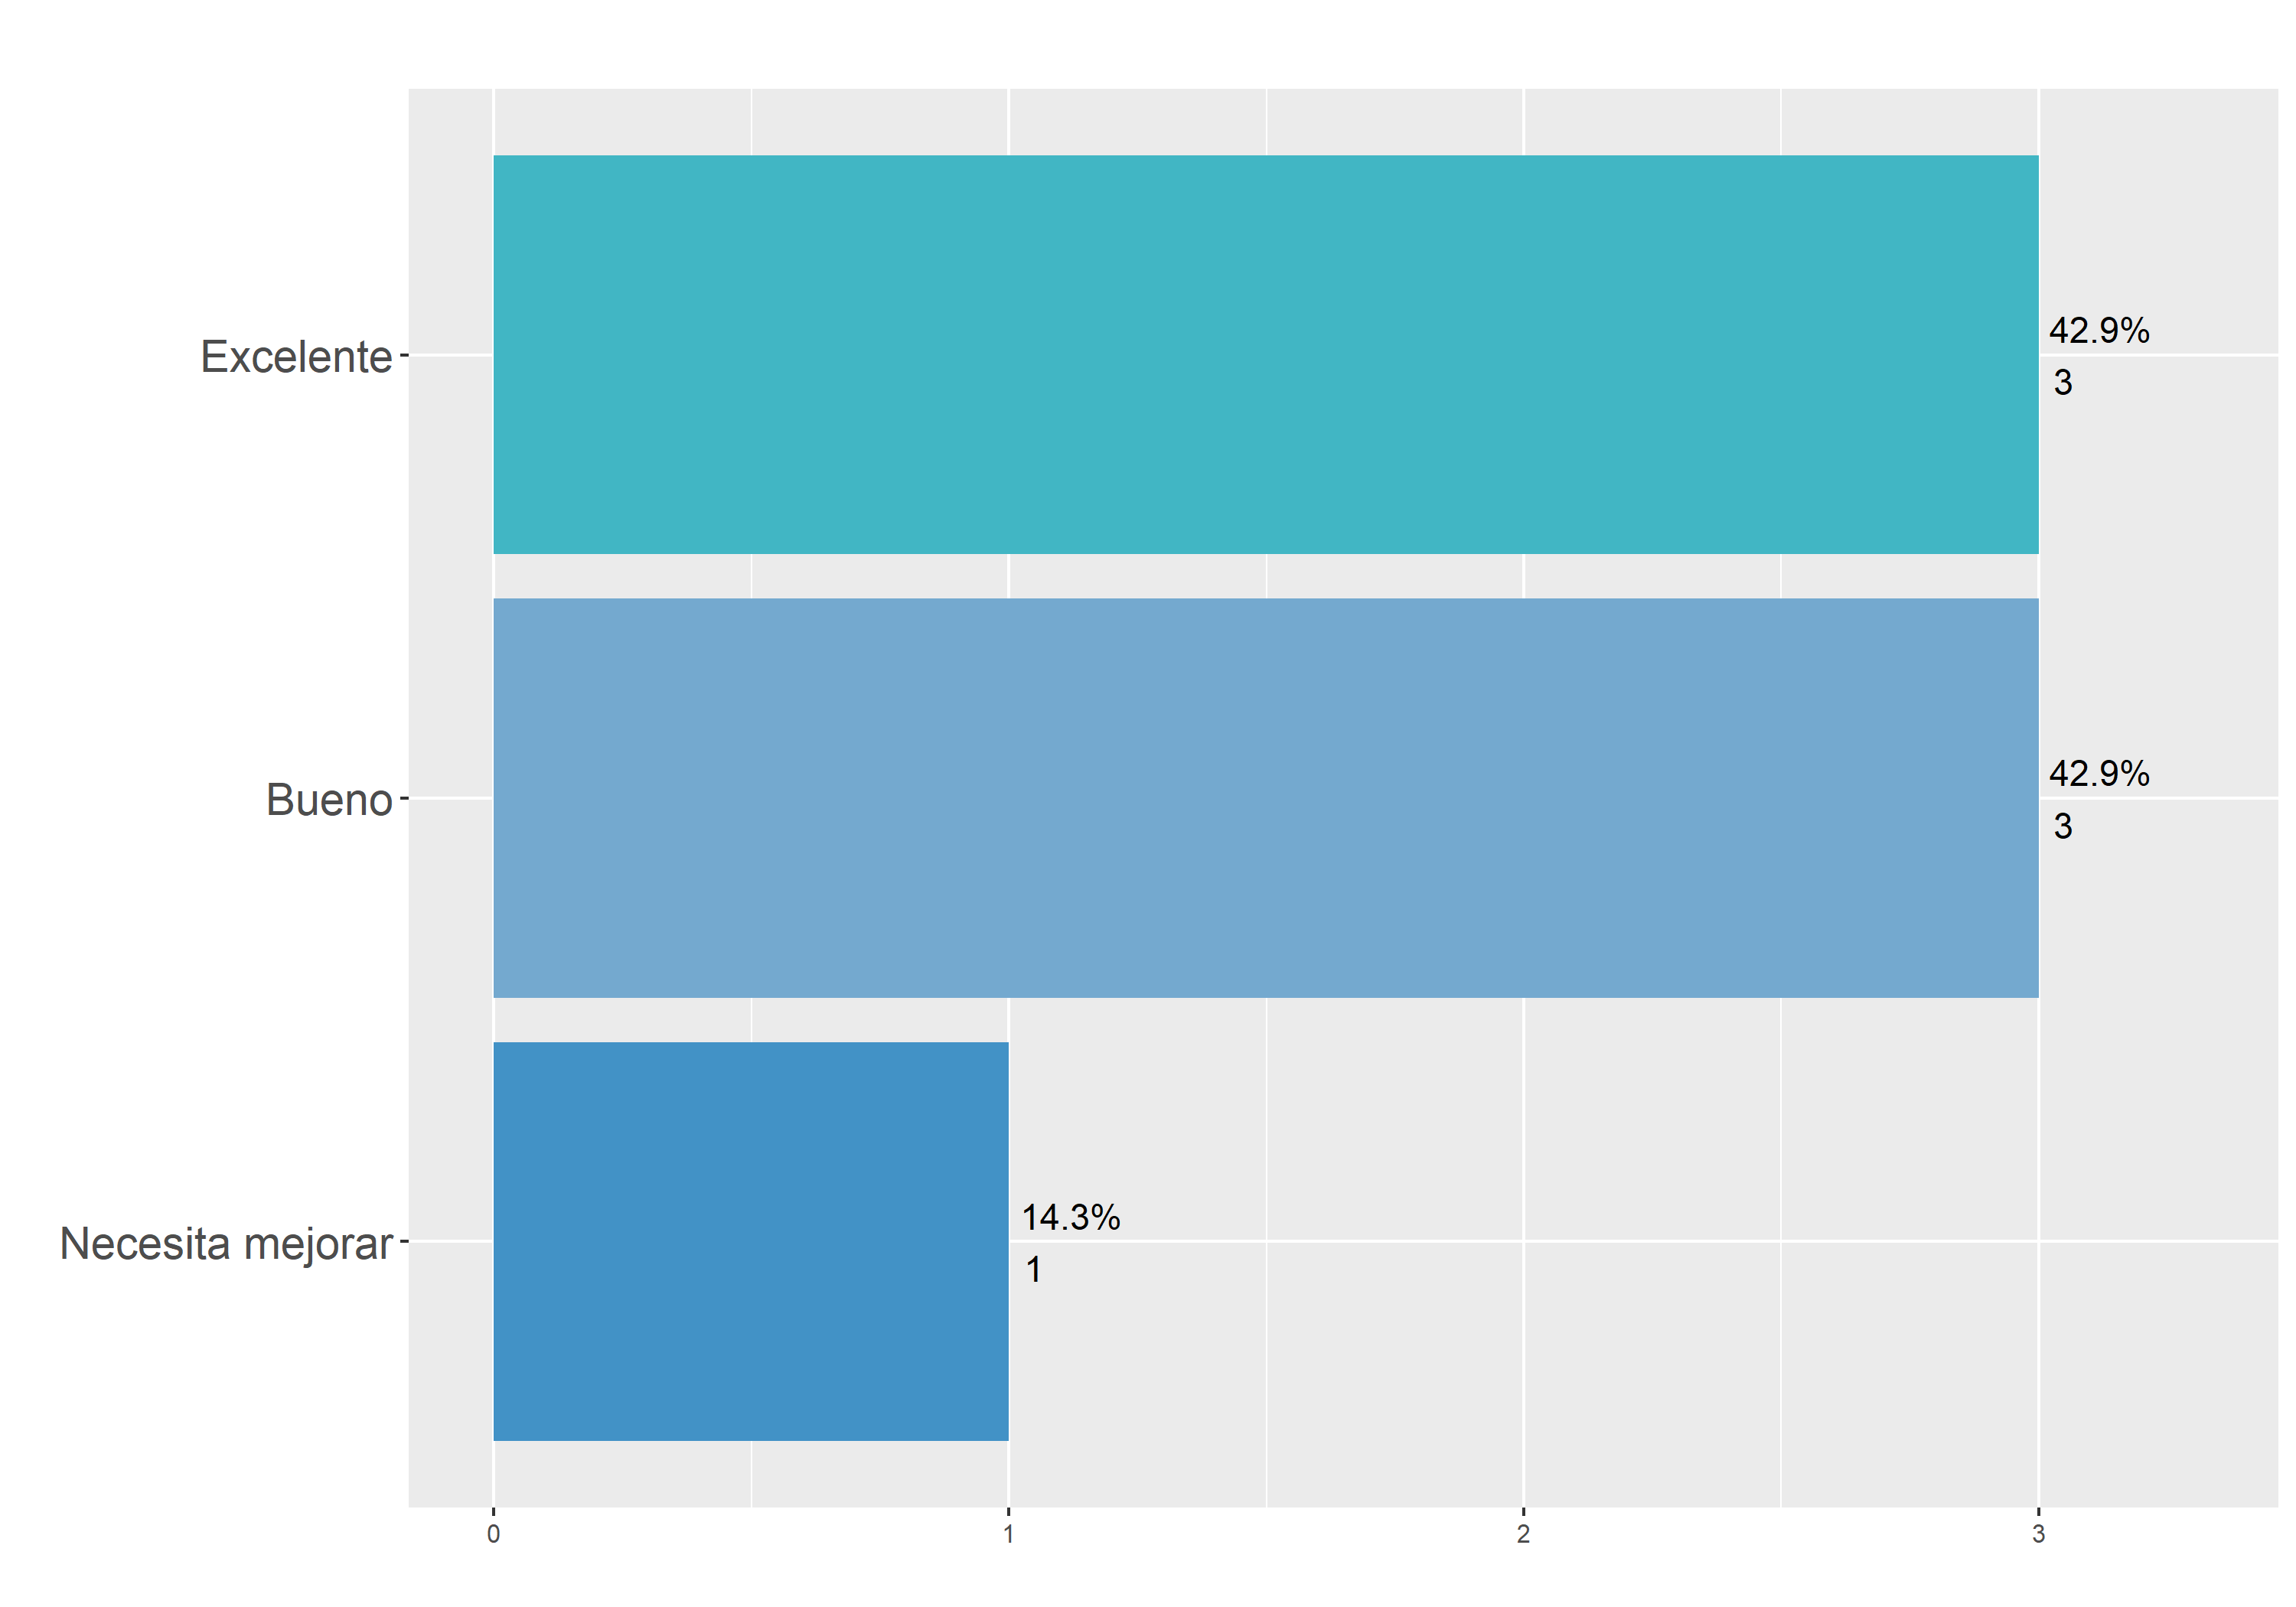 Excelente
42.9%
3
Bueno
42.9%
3
Necesita mejorar
14.3%
1
0 1 2 3